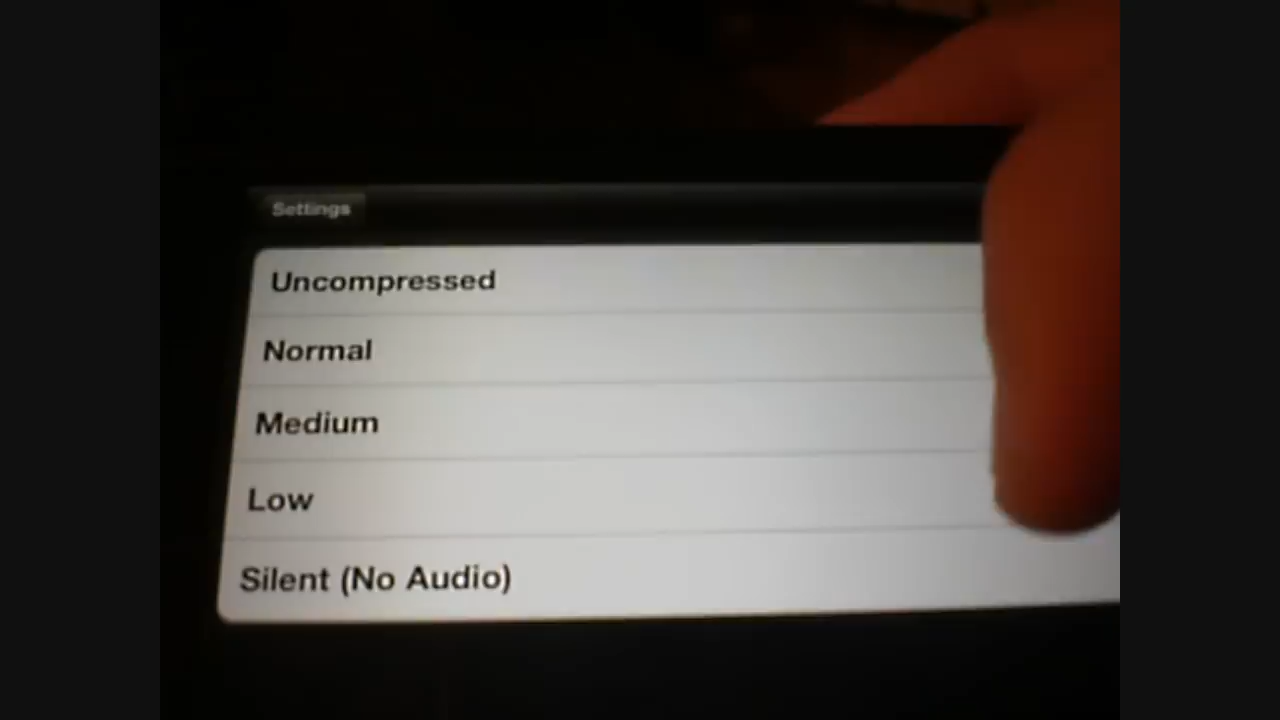 Settings
Uncompressed
Normal
Medium
Low
Silent (No Audio)